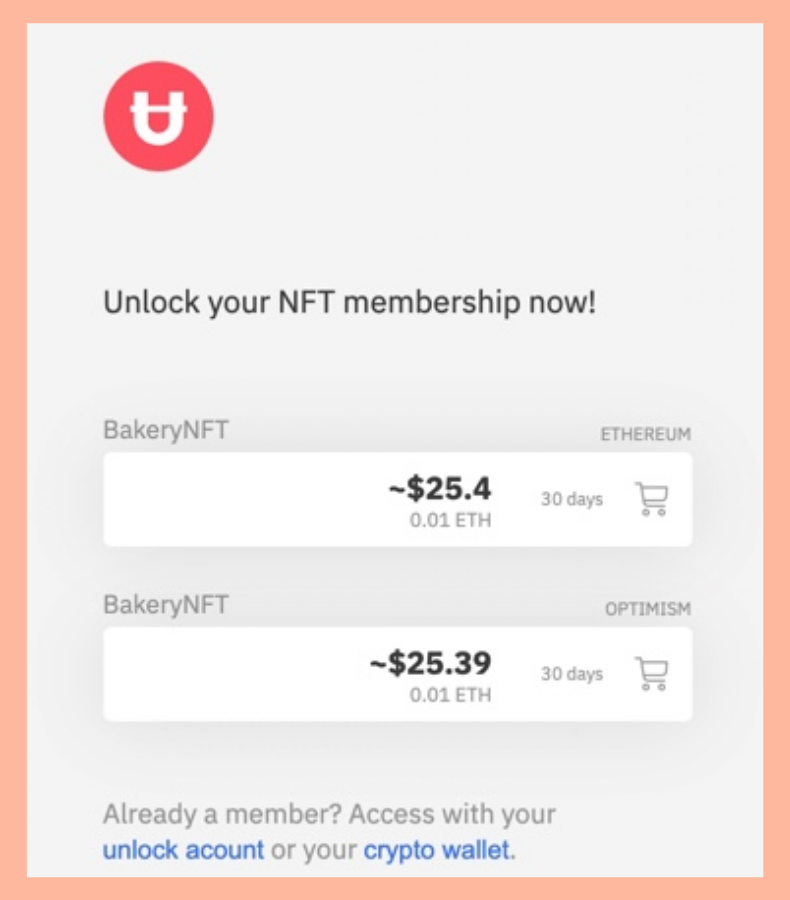 Unlock your NFT membership now!
BakeryNFT ETHEREUM
~$25.4 30 days
0.01 ETH
BakeryNFT OPTIMISM
~$25.39 30 days
0.01 ETH
Already a member? Access with your
unlock acount or your crypto wallet.